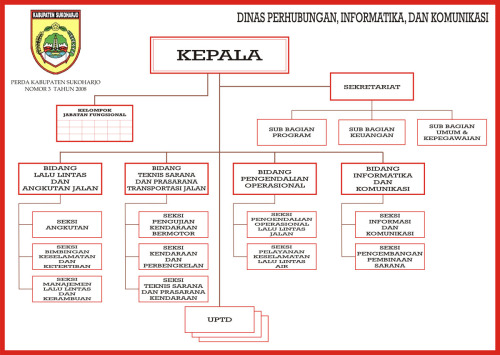 KABUPATEN SUKOHARJO
DINAS PERHUBUNGAN, INFORMATIKA, DAN KOMUNIKASI
PERDA KABUPATEN SUKOHARJO
NOMOR 3 TAHUN 2008
KEPALA
SEKRETARIAT
KELOMPOK
JABATAN FUNGSIONAL
SUB BAGIAN
PROGRAM
SUB BAGIAN
KEUANGAN
SUB BAGIAN
UMUM &
KEPEGAWAIAN
BIDANG
LALU LINTAS
DAN
ANGKUTAN JALAN
BIDANG
TEKNIS SARANA
DAN PRASARANA
TRANSPORTASI JALAN
BIDANG
PENGENDALIAN
OPERASIONAL
BIDANG
INFORMATIKA
DAN
KOMUNIKASI
SEKSI
ANGKUTAN
SEKSI
PENGUJIAN
KENDARAAN
BERMOTOR
SEKSI
PENGENDALIAN
OPERASIONAL
LALU LINTAS
JALAN
SEKSI
INFORMASI
DAN
KOMUNIKASI
SEKSI
BIMBINGAN
KESELAMATAN
DAN
KETERTIBAN
SEKSI
KENDARAAN
DAN
PERBENGKELAN
SEKSI
PELAYANAN
KESELAMATAN
LALU LINTAS
AIR
SEKSI
PENGEMBANGAN
PEMBINAAN
SARANA
SEKSI
MANAJEMEN
LALU LINTAS
DAN
KERAMBUAN
SEKSI
TEKNIS SARANA
DAN PRASARANA
KENDARAAN
UPTD